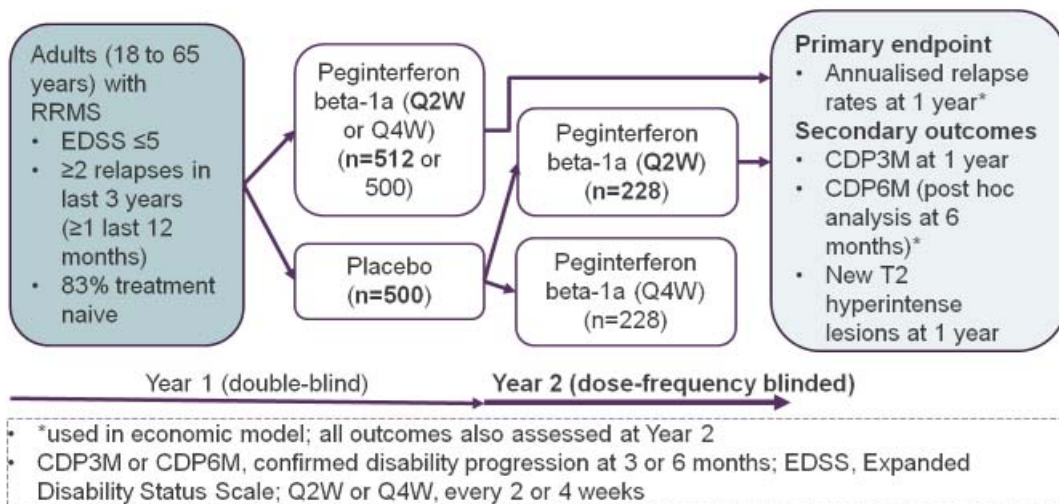 Adults (18 to 65
years) with
RRMS
• EDSS ≤5
• ≥2 relapses in
last 3 years
(≥1 last 12
months)
• 83% treatment
naive
Peginterferon
beta-1a (Q2W
or Q4W)
(n=512 or
500)
Placebo
(n=500)
Peginterferon
beta-1a (Q2W)
(n=228)
Peginterferon
beta-1a (Q4W)
(n=228)
Primary endpoint
• Annualised relapse
rates at 1 year*
Secondary outcomes
• CDP3M at 1 year
• CDP6M (post hoc
analysis at 6
months)*
• New T2
hyperintense
lesions at 1 year
Year 1 (double-blind)
Year 2 (dose-frequency blinded)
• *used in economic model; all outcomes also assessed at Year 2
• CDP3M or CDP6M, confirmed disability progression at 3 or 6 months; EDSS, Expanded
Disability Status Scale; Q2W or Q4W, every 2 or 4 weeks